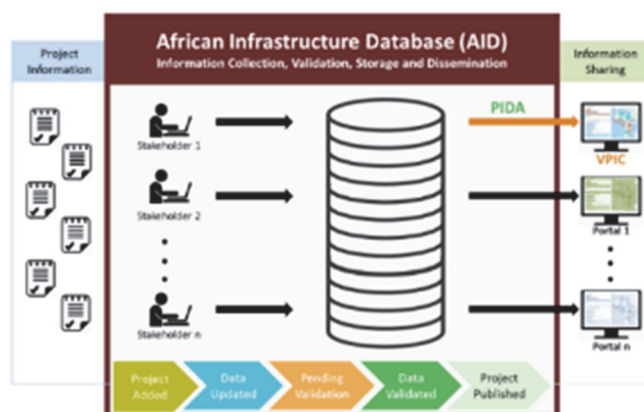 African Infrastructure Database (AID)
Information Collection, Validation, Storage and Dissemination
Project
Information
Information
Sharing
Stakeholder 1
Stakeholder 2
Stakeholder n
PIDA
VPIC
Portal 1
Portal n
Project
Added
Data
Updated
Pending
Validation
Data
Validated
Project
Published